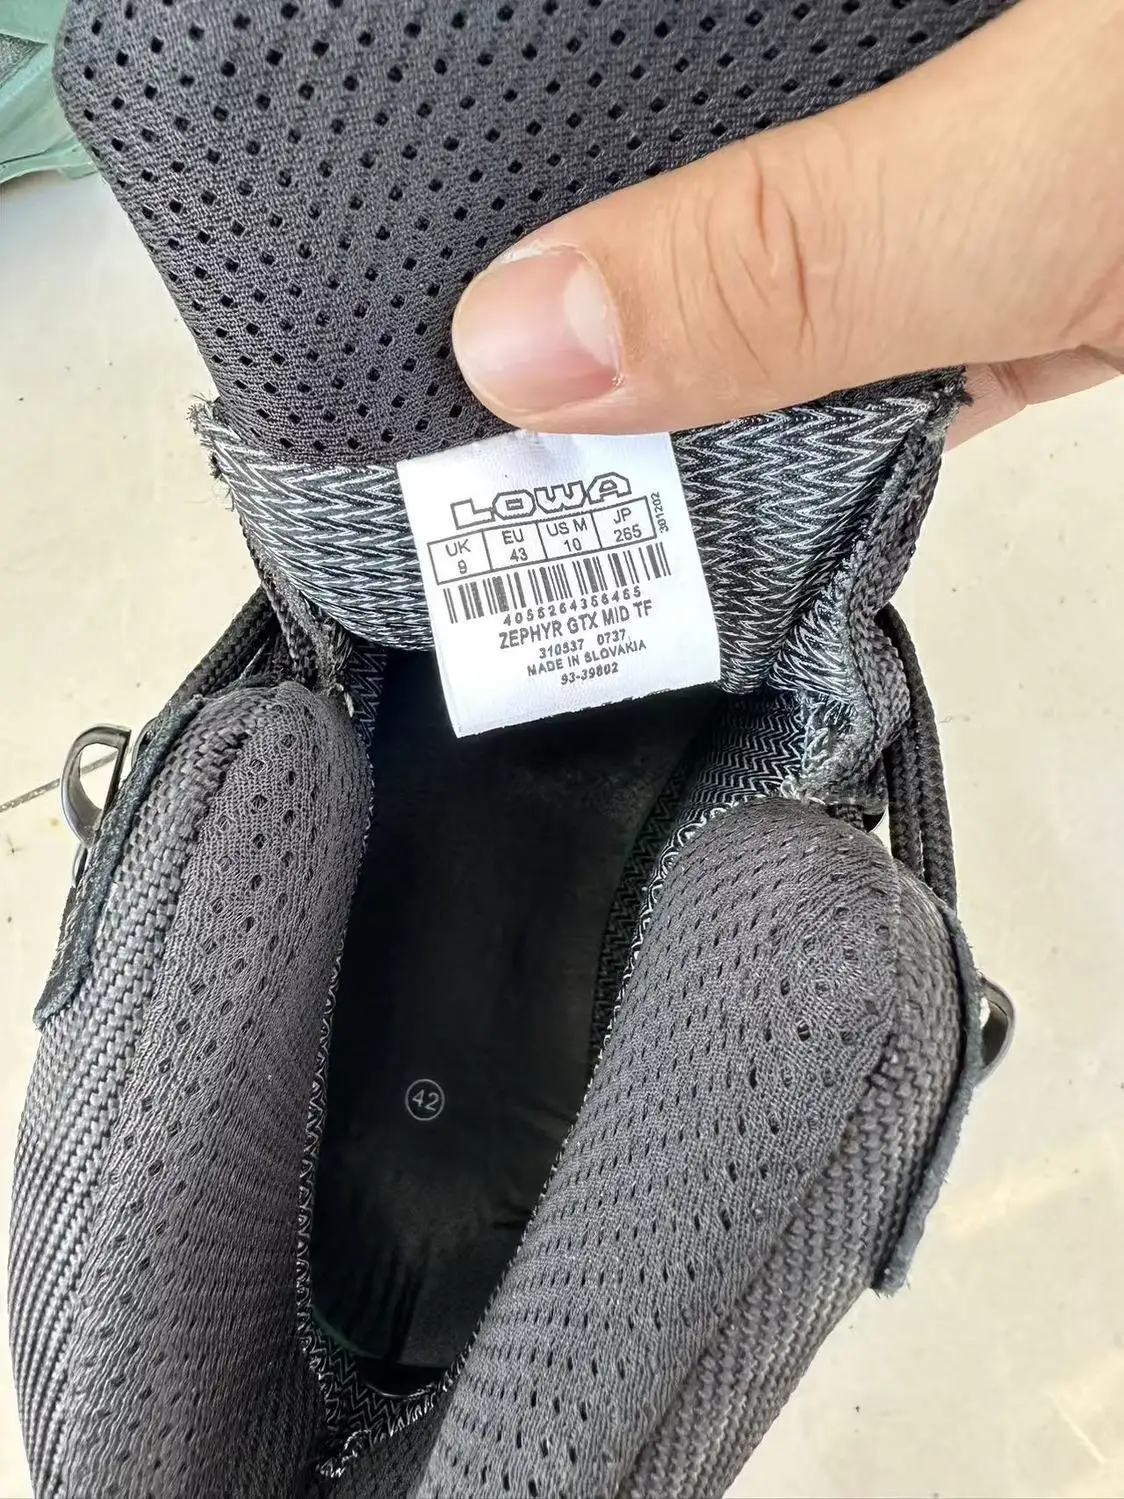 LOWA
UK EU US M JP
9 43 10 265
301202
4056264356465
ZEPHYR GTX MID TF
310537 0737
MADE IN SLOVAKIA
93-39802
42